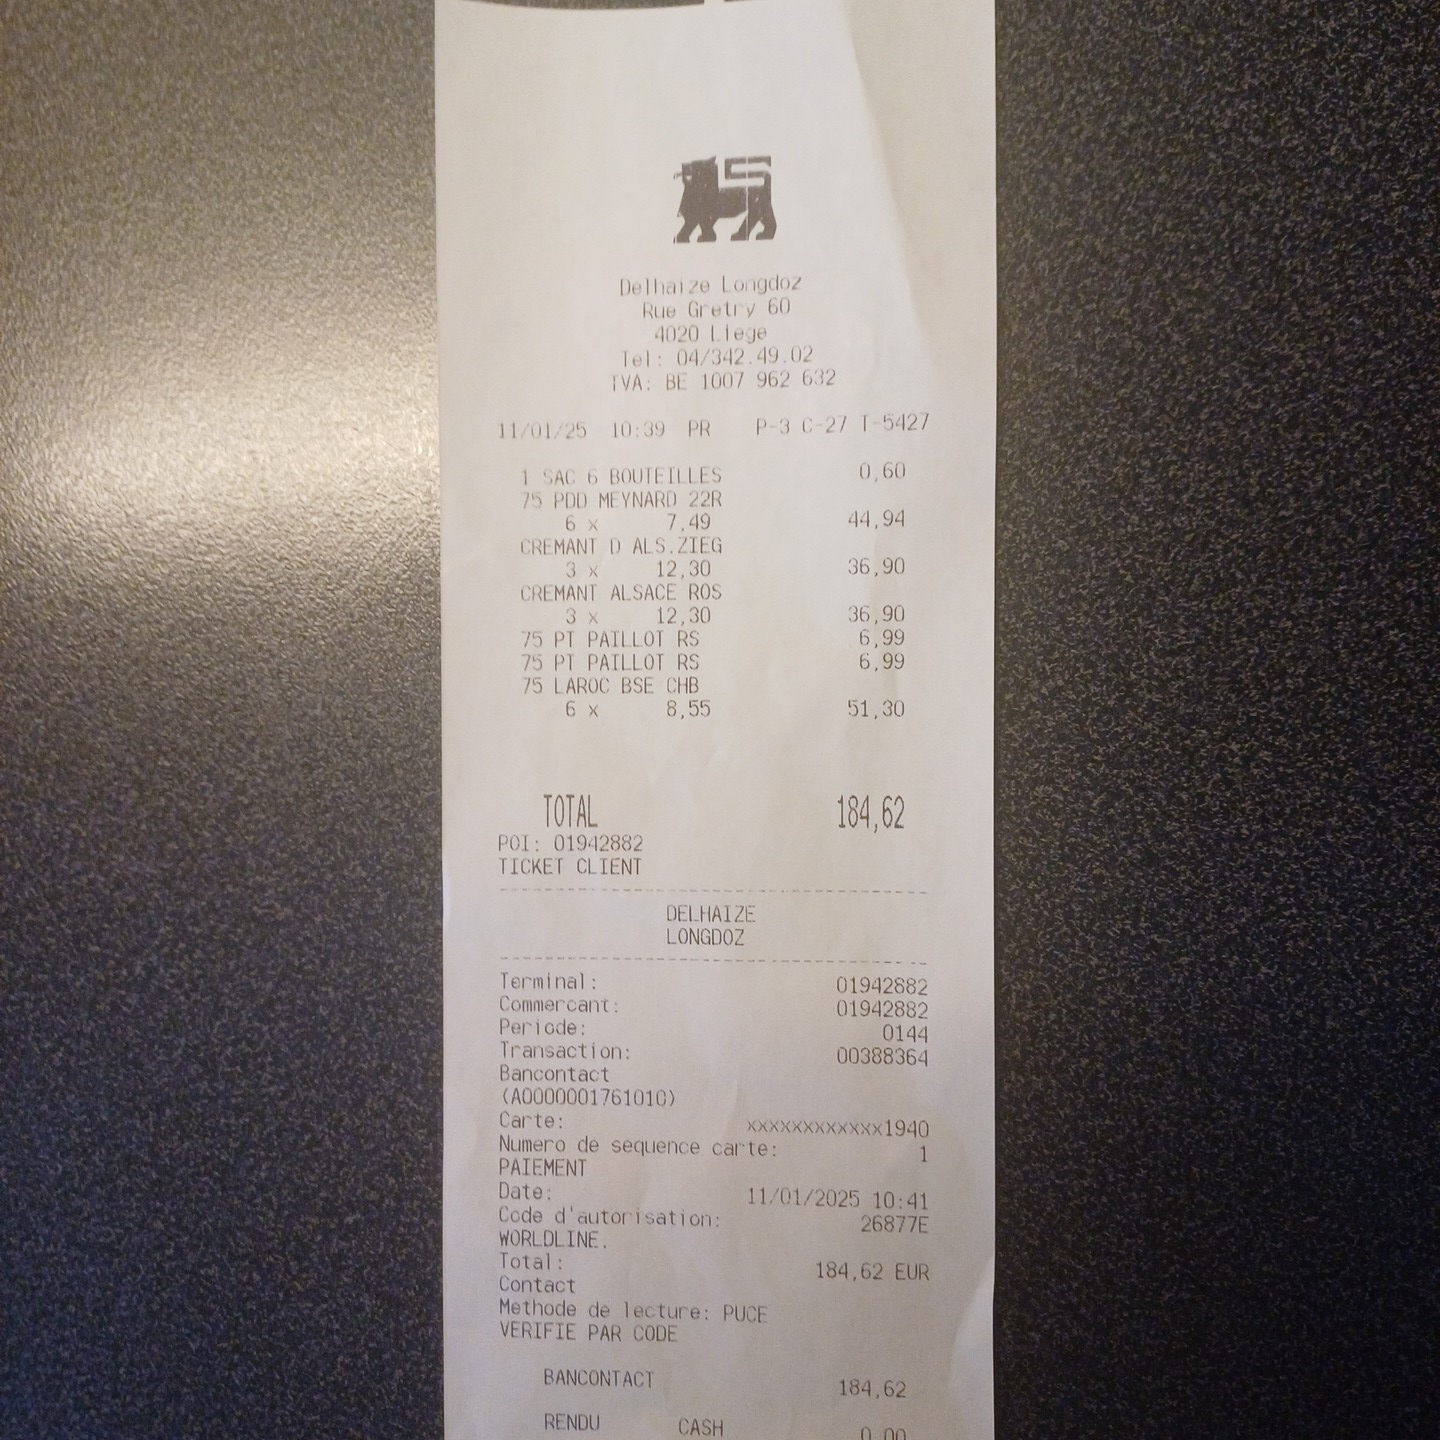 Delhaize Longdoz
Rue Gretry 60
4020 Liege
Tel: 04/342.49.02
TVA: BE 1007 962 632
11/01/25 10:39 PR P-3 C-27 T-5427
1 SAC 6 BOUTEILLES 0,60
75 PDD MEYNARD 22R
6 x 7,49 44,94
CREMANT D ALS.ZIEG
3 x 12,30 36,90
CREMANT ALSACE ROS
3 x 12,30 36,90
75 PT PAILLOT RS 6,99
75 PT PAILLOT RS 6,99
75 LAROC BSE CHB
6 x 8,55 51,30
TOTAL 184,62
POI: 01942882
TICKET CLIENT
DELHAIZE
LONGDOZ
Terminal: 01942882
Commercant: 01942882
Periode: 0144
Transaction: 00388364
Bancontact
(A0000001761010)
Carte: xxxxxxxxxxxx1940
Numero de sequence carte: 1
PAIEMENT
Date: 11/01/2025 10:41
Code d'autorisation: 26877E
WORLDLINE.
Total: 184,62 EUR
Contact
Methode de lecture: PUCE
VERIFIE PAR CODE
BANCONTACT 184,62
RENDU CASH 0,00